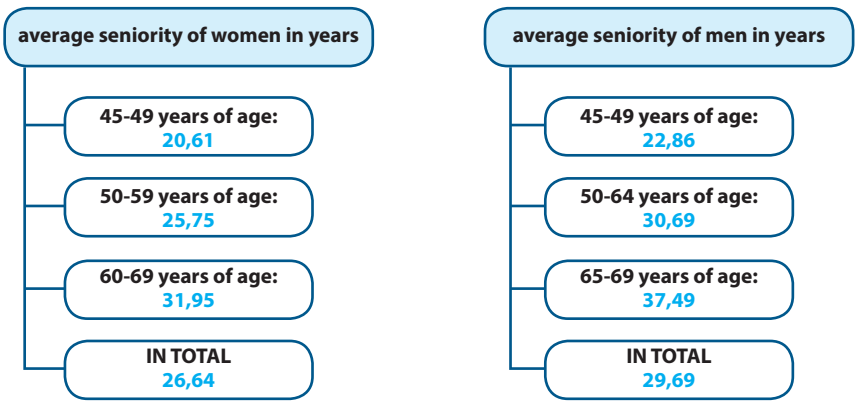 average seniority of women in years
45-49 years of age:
20,61
50-59 years of age:
25,75
60-69 years of age:
31,95
IN TOTAL
26,64
average seniority of men in years
45-49 years of age:
22,86
50-64 years of age:
30,69
65-69 years of age:
37,49
IN TOTAL
29,69